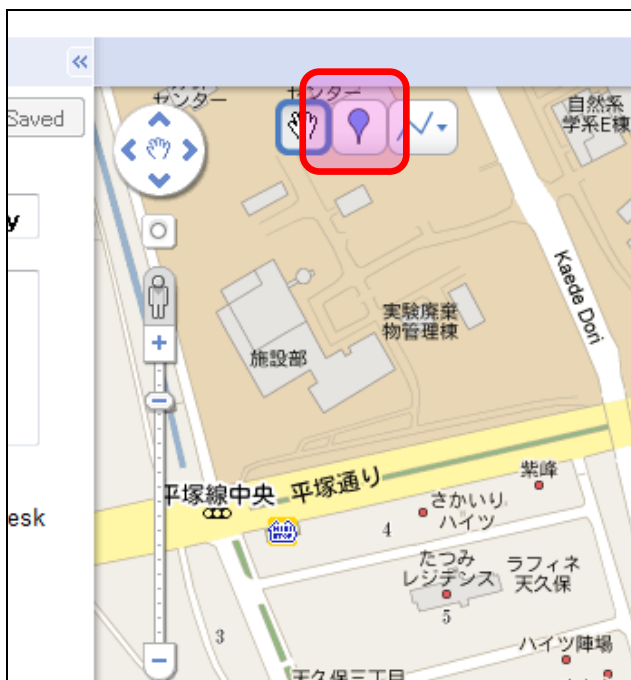 «
Saved
センター
センター
自然系
学系E棟
y
Kaede Dori
実験廃棄
物管理棟
施設部
esk
平塚線中央
平塚通り
紫峰
さかいり
ハイツ
4
たつみ
レジデンス
ラフィネ
天久保
5
3
ハイツ陣場
天久保三丁目